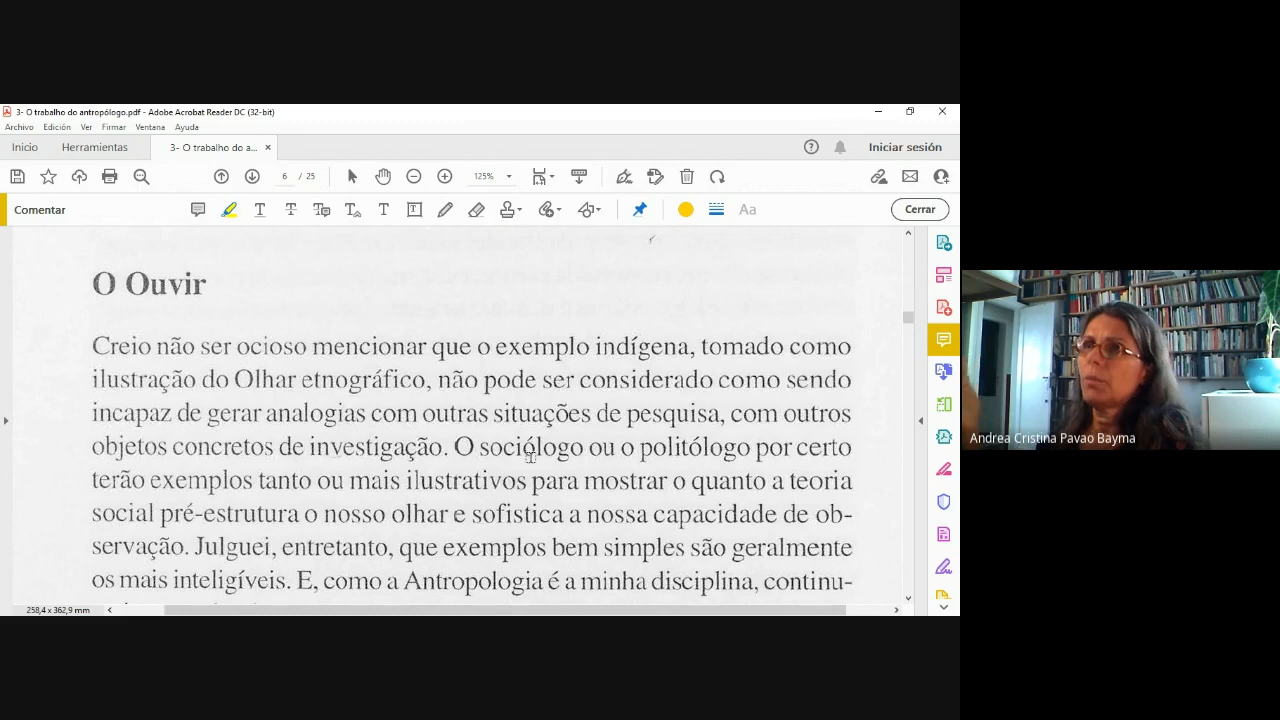 3- O trabalho do antropólogo.pdf - Adobe Acrobat Reader DC (32-bit)
Archivo Edición Ver Firmar Ventana Ayuda
Inicio Herramientas 3- O trabalho do a... × Iniciar sesión
6 / 25 125%
Comentar Aa Cerrar
O Ouvir
Creio não ser ocioso mencionar que o exemplo indígena, tomado como
ilustração do Olhar etnográfico, não pode ser considerado como sendo
incapaz de gerar analogias com outras situações de pesquisa, com outros
objetos concretos de investigação. O sociólogo ou o politólogo por certo
terão exemplos tanto ou mais ilustrativos para mostrar o quanto a teoria
social pré-estrutura o nosso olhar e sofistica a nossa capacidade de ob-
servação. Julguei, entretanto, que exemplos bem simples são geralmente
os mais inteligíveis. E, como a Antropologia é a minha disciplina, continu-
258,4 x 362,9 mm
Andrea Cristina Pavao Bayma